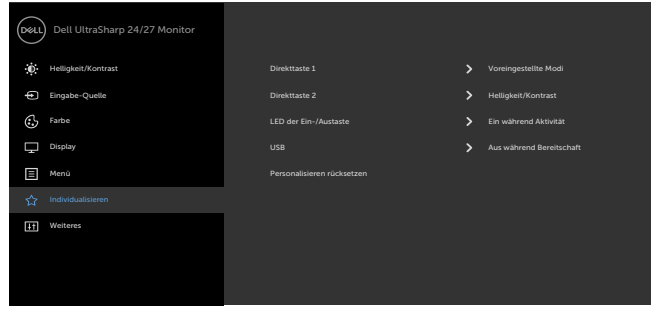 DELL
Dell UltraSharp 24/27 Monitor
Helligkeit/Kontrast
Eingabe-Quelle
Farbe
Display
Menü
Individualisieren
Weiteres
Direkttaste 1 Voreingestellte Modi
Direkttaste 2 Helligkeit/Kontrast
LED der Ein-/Austaste Ein während Aktivität
USB Aus während Bereitschaft
Personalisieren rücksetzen